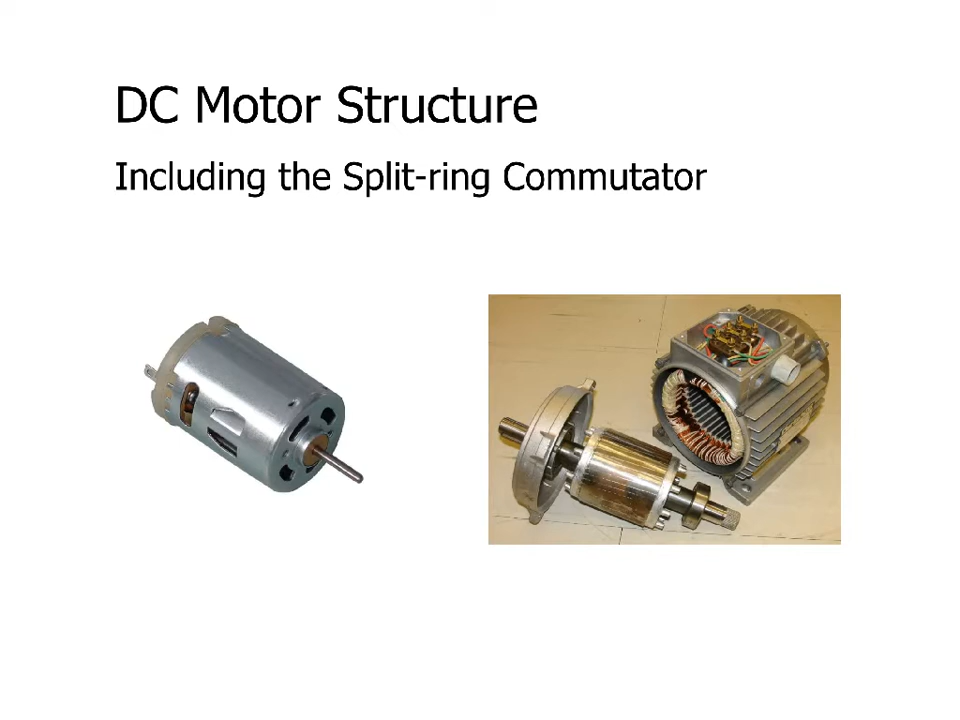 DC Motor Structure
Including the Split-ring Commutator